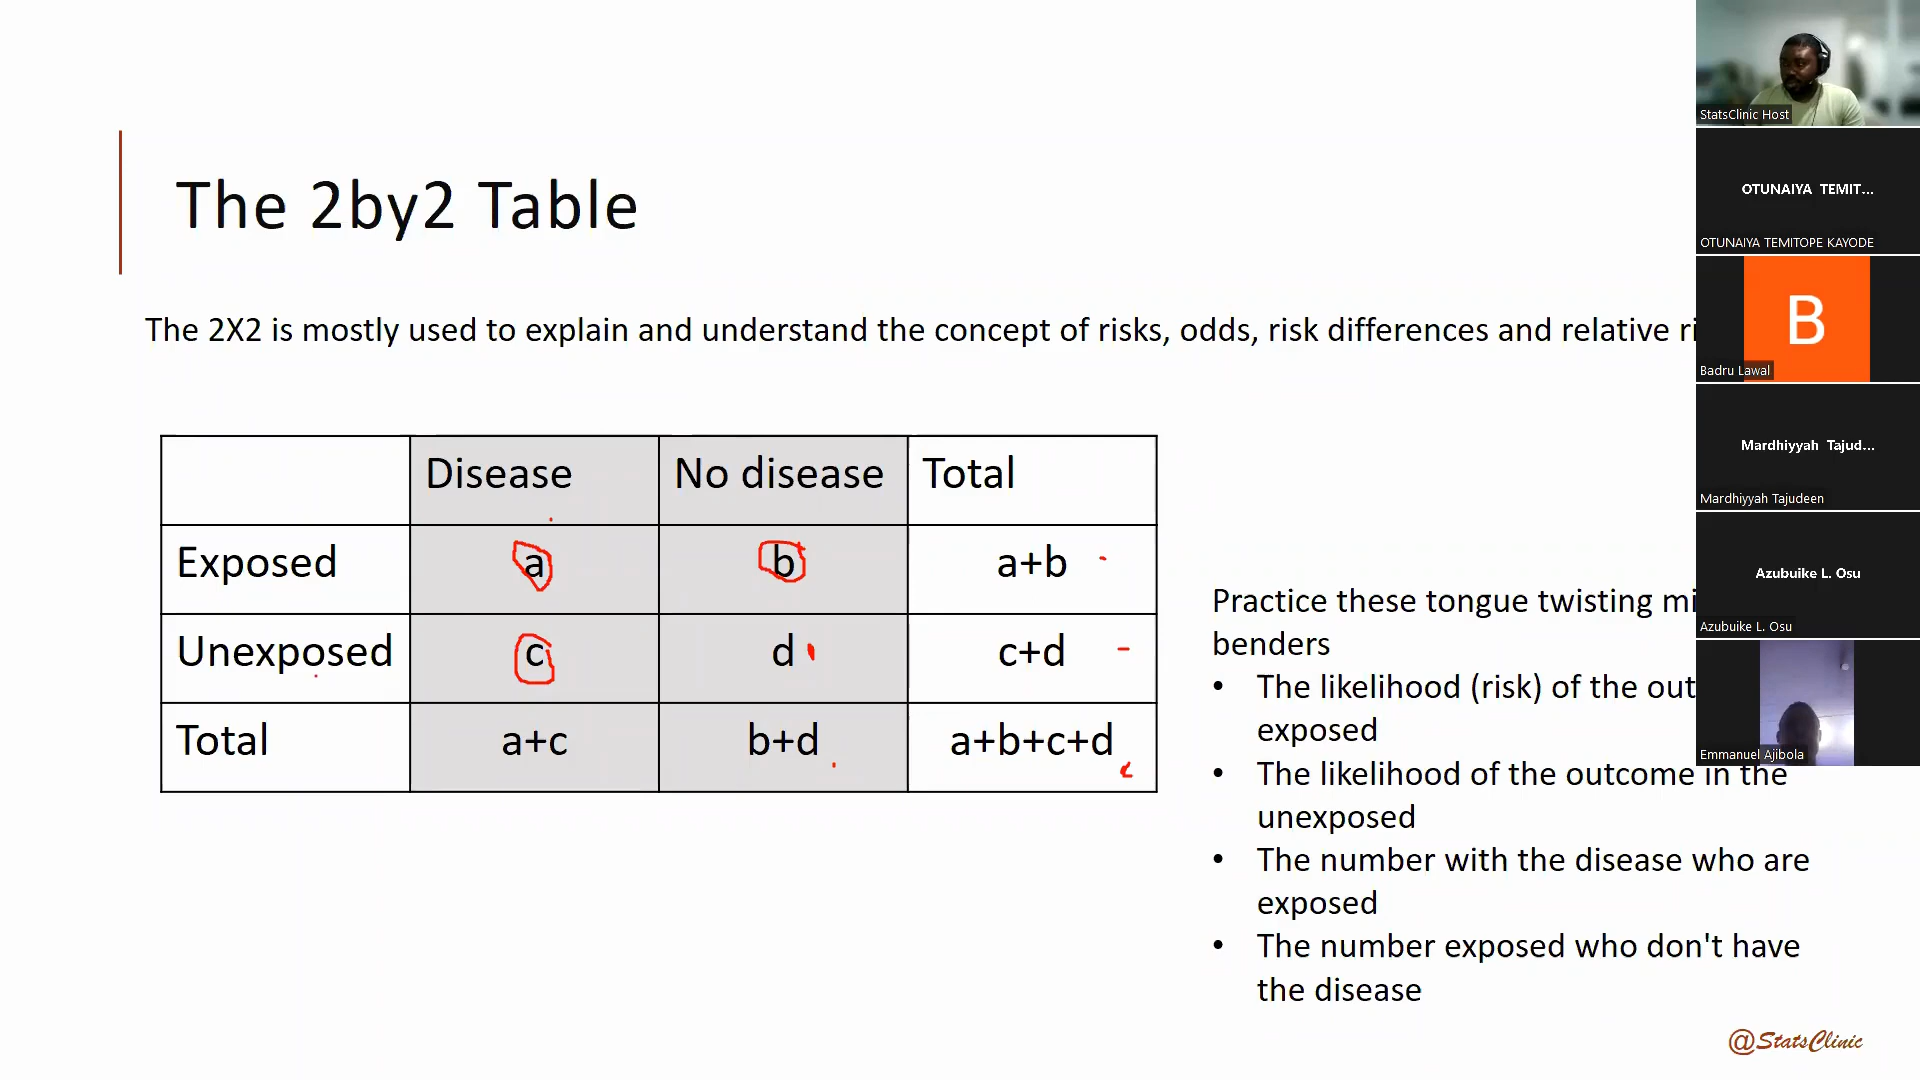 The 2by2 Table
The 2X2 is mostly used to explain and understand the concept of risks, odds, risk differences and relative
Disease No disease Total
Exposed a b a+b
Unexposed c d c+d
Total a+c b+d a+b+c+d
Practice these tongue twisting
benders
• The likelihood (risk) of the
exposed
• The likelihood of the outcome in the
unexposed
• The number with the disease who are
exposed
• The number exposed who don't have
the disease
@StatsClinic
StatsClinic Host
OTUNAIYA TEMIT...
OTUNAIYA TEMITOPE KAYODE
B
Badru Lawal
Mardhiyyah Tajud...
Mardhiyyah Tajudeen
Azubuike L. Osu
Azubuike L. Osu
Emmanuel Ajibola